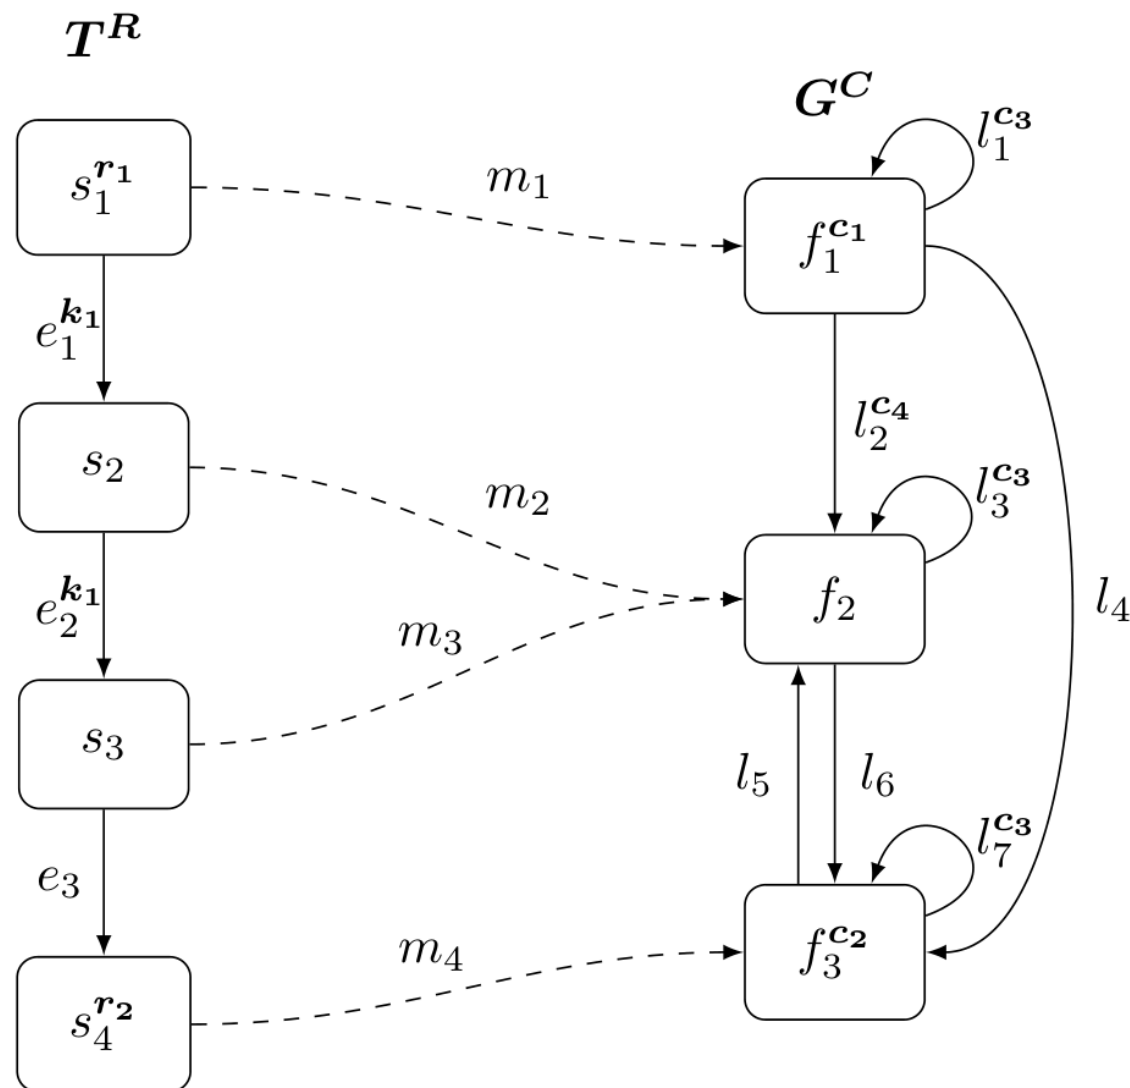 T^R
G^C
s_1^{r_1}
m_1
f_1^{c_1}
l_1^{c_3}
e_1^{k_1}
l_2^{c_4}
s_2
m_2
l_3^{c_3}
e_2^{k_1}
m_3
f_2
l_4
s_3
l_5
l_6
e_3
l_7^{c_3}
m_4
f_3^{c_2}
s_4^{r_2}